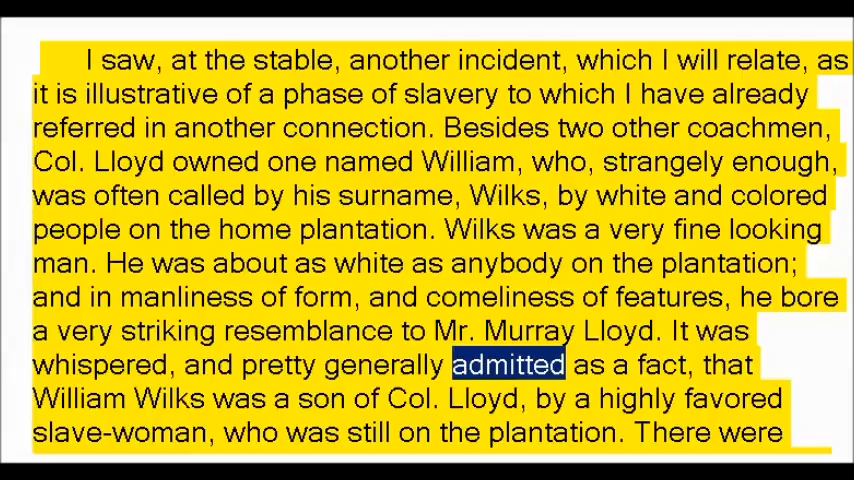 I saw, at the stable, another incident, which I will relate, as
it is illustrative of a phase of slavery to which I have already
referred in another connection. Besides two other coachmen,
Col. Lloyd owned one named William, who, strangely enough,
was often called by his surname, Wilks, by white and colored
people on the home plantation. Wilks was a very fine looking
man. He was about as white as anybody on the plantation;
and in manliness of form, and comeliness of features, he bore
a very striking resemblance to Mr. Murray Lloyd. It was
whispered, and pretty generally admitted as a fact, that
William Wilks was a son of Col. Lloyd, by a highly favored
slave-woman, who was still on the plantation. There were